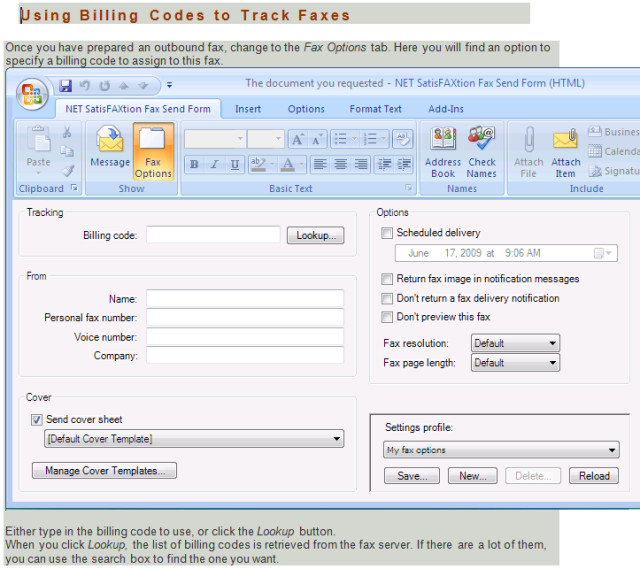 Using Billing Codes to Track Faxes
Once you have prepared an outbound fax, change to the Fax Options tab. Here you will find an option to
specify a billing code to assign to this fax.
The document you requested - NET SatisFAXtion Fax Send Form (HTML)
NET SatisFAXtion Fax Send Form Insert Options Format Text Add-Ins
Paste
Clipboard
Message
Fax Options
Show
A A
B I U ab A
Basic Text
Address Book
Check Names
Names
Attach File
Attach Item
Busines
Calenda
Signatu
Include
Tracking
Billing code: Lookup...
From
Name:
Personal fax number:
Voice number:
Company:
Cover
Send cover sheet
[Default Cover Template]
Manage Cover Templates...
Options
Scheduled delivery
June 17, 2009 at 9:06 AM
Return fax image in notification messages
Don't return a fax delivery notification
Don't preview this fax
Fax resolution: Default
Fax page length: Default
Settings profile:
My fax options
Save... New... Delete... Reload
Either type in the billing code to use, or click the Lookup button.
When you click Lookup, the list of billing codes is retrieved from the fax server. If there are a lot of them,
you can use the search box to find the one you want.